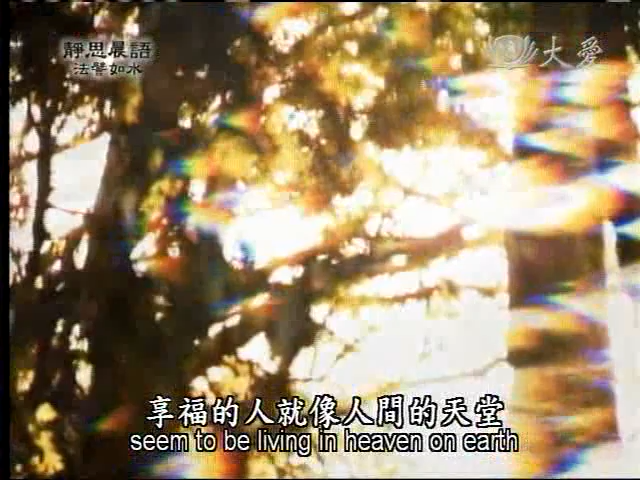 靜思晨語
法譬如水
大愛
享福的人就像人間的天堂
seem to be living in heaven on earth